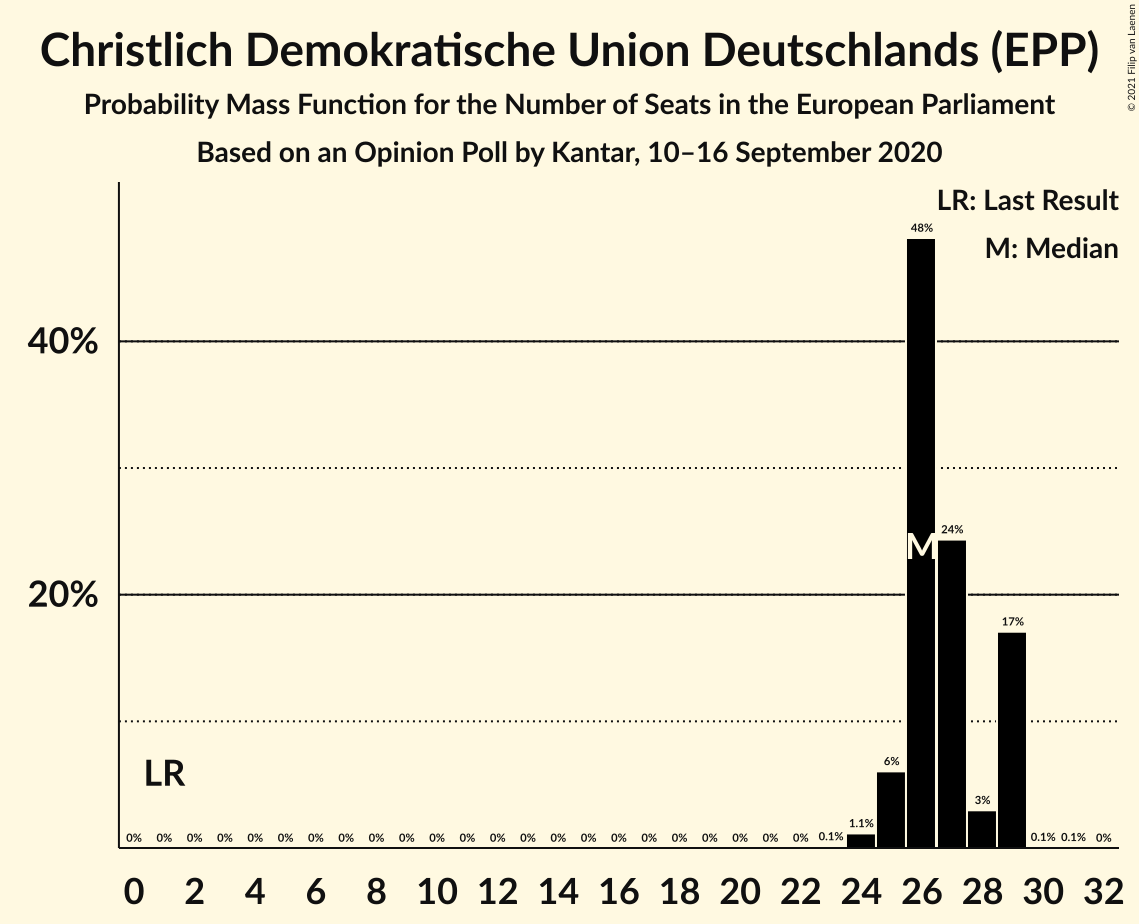 Christlich Demokratische Union Deutschlands (EPP)
Probability Mass Function for the Number of Seats in the European Parliament
Based on an Opinion Poll by Kantar, 10–16 September 2020
© 2021 Filip van Laenen
LR: Last Result
M: Median
48%
40%
M
24%
20%
17%
LR
6%
3%
0% 0% 0% 0% 0% 0% 0% 0% 0% 0% 0% 0% 0% 0% 0% 0% 0% 0% 0% 0% 0% 0% 0% 0.1% 1.1% 0.1% 0.1% 0%
0 2 4 6 8 10 12 14 16 18 20 22 24 26 28 30 32